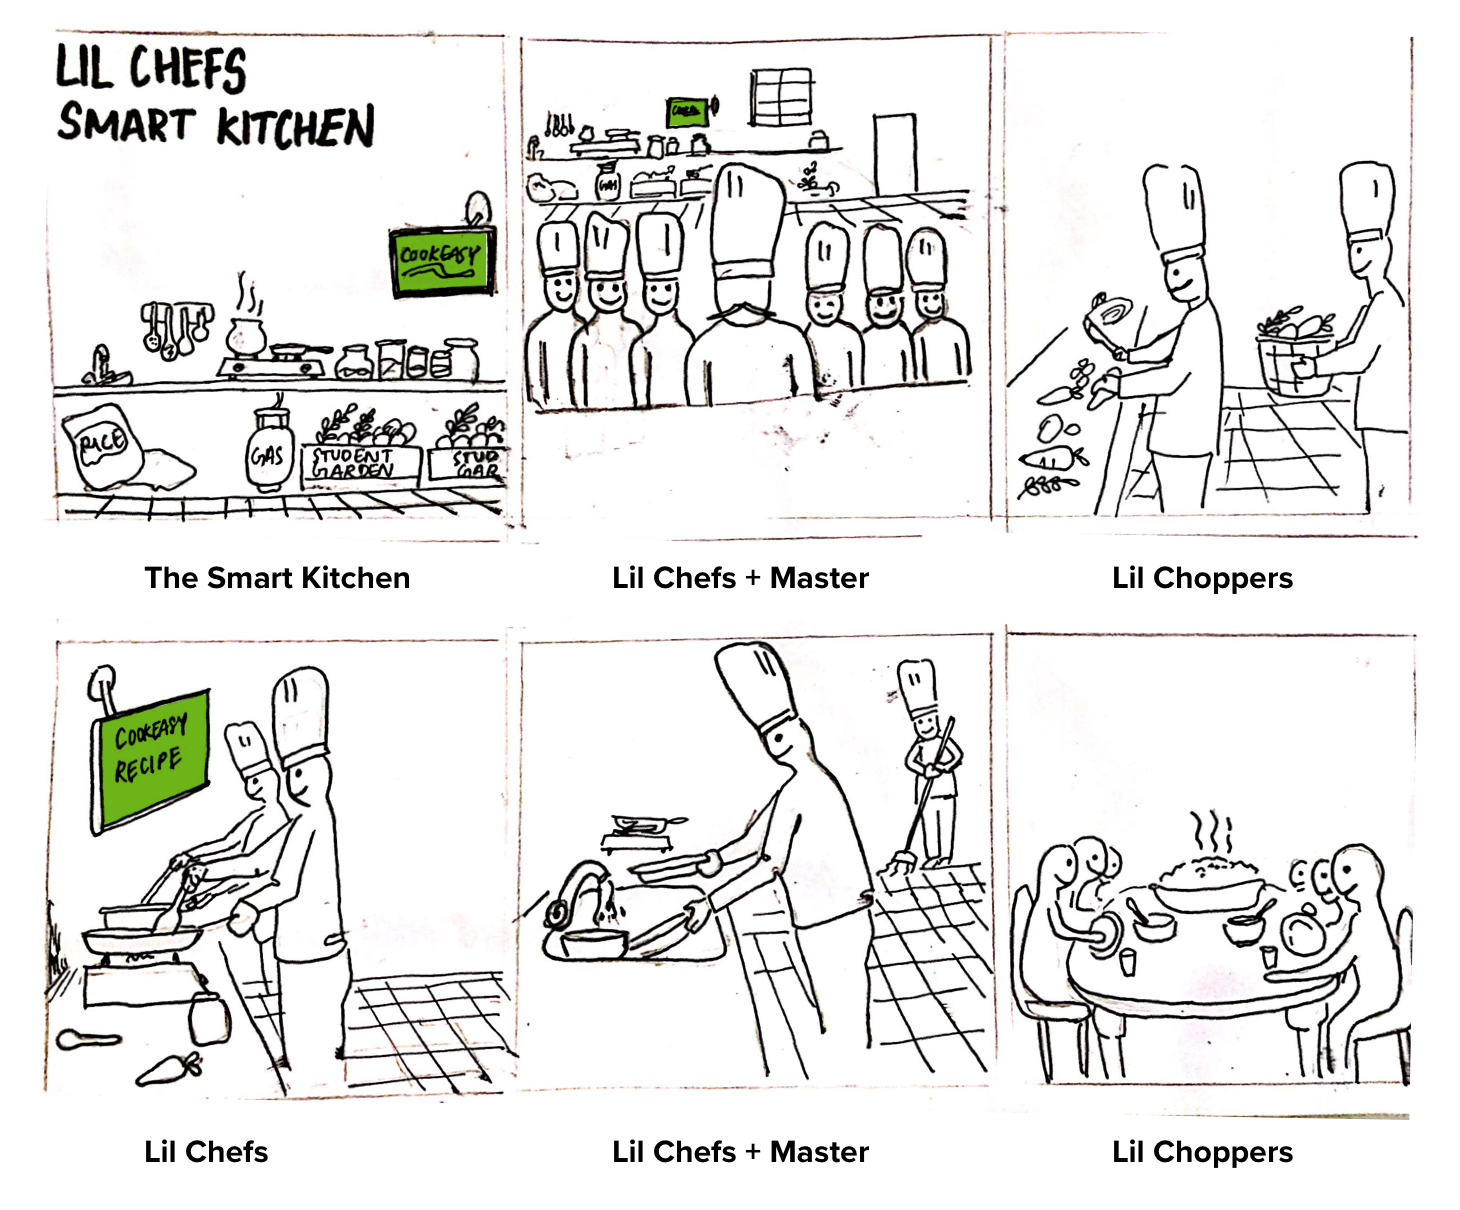 LIL CHEFS
SMART KITCHEN
COOKEASY
RICE
GAS
STUDENT
GARDEN
STUD
GAR
GAS
The Smart Kitchen
Lil Chefs + Master
Lil Choppers
COOKEASY
RECIPE
Lil Chefs
Lil Chefs + Master
Lil Choppers